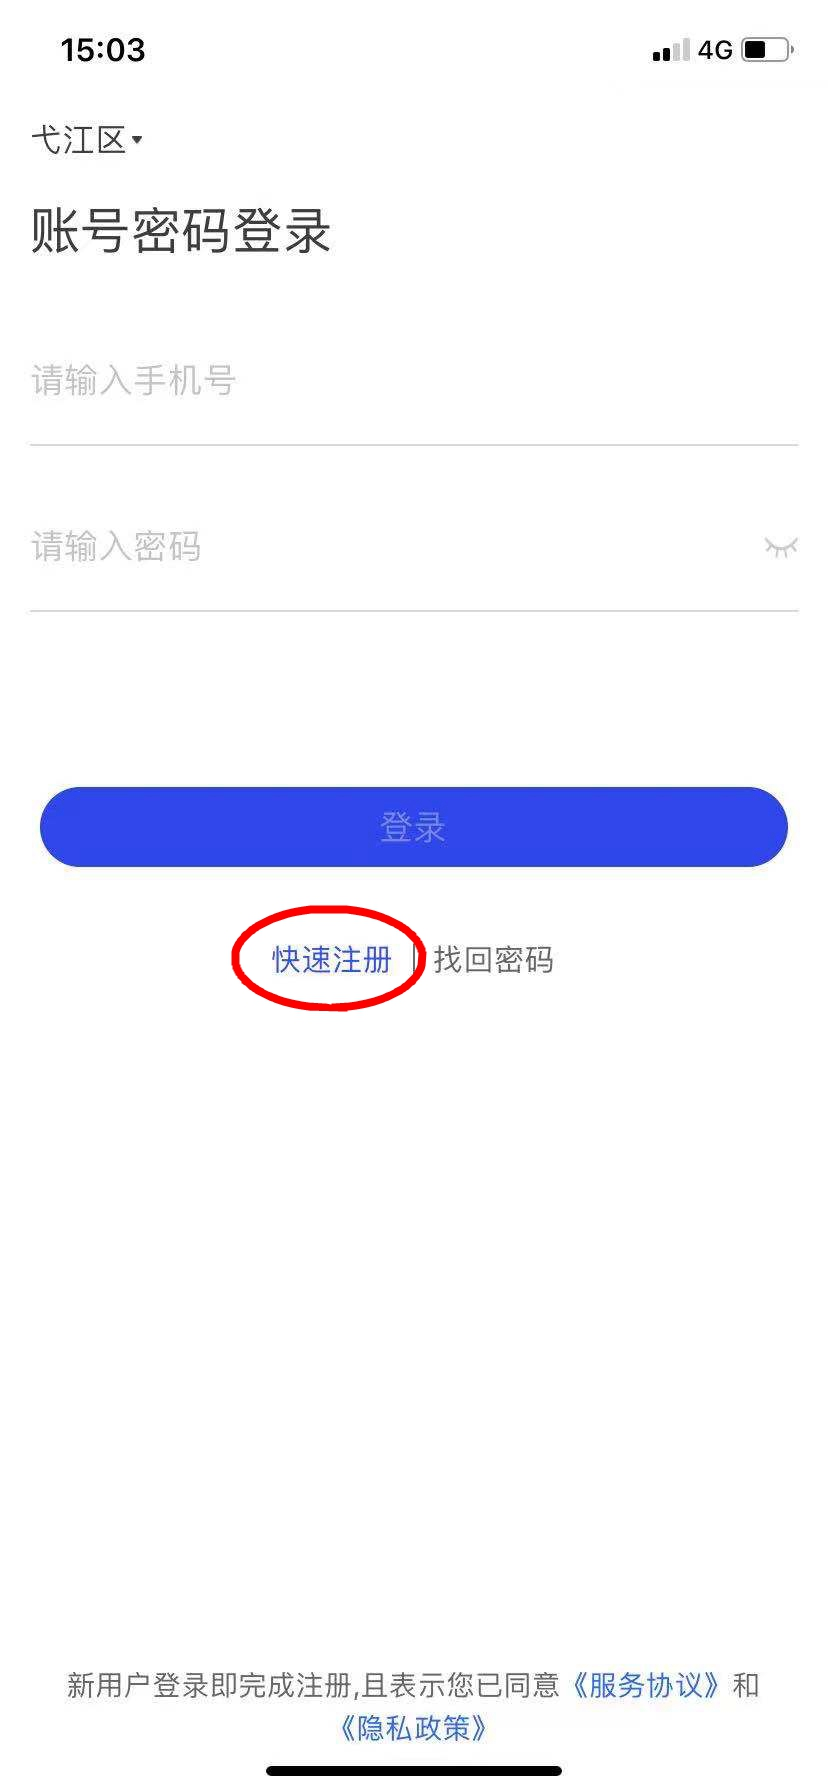 15:03 4G
弋江区
账号密码登录
请输入手机号
请输入密码
登录
快速注册 | 找回密码
新用户登录即完成注册,且表示您已同意《服务协议》和
《隐私政策》